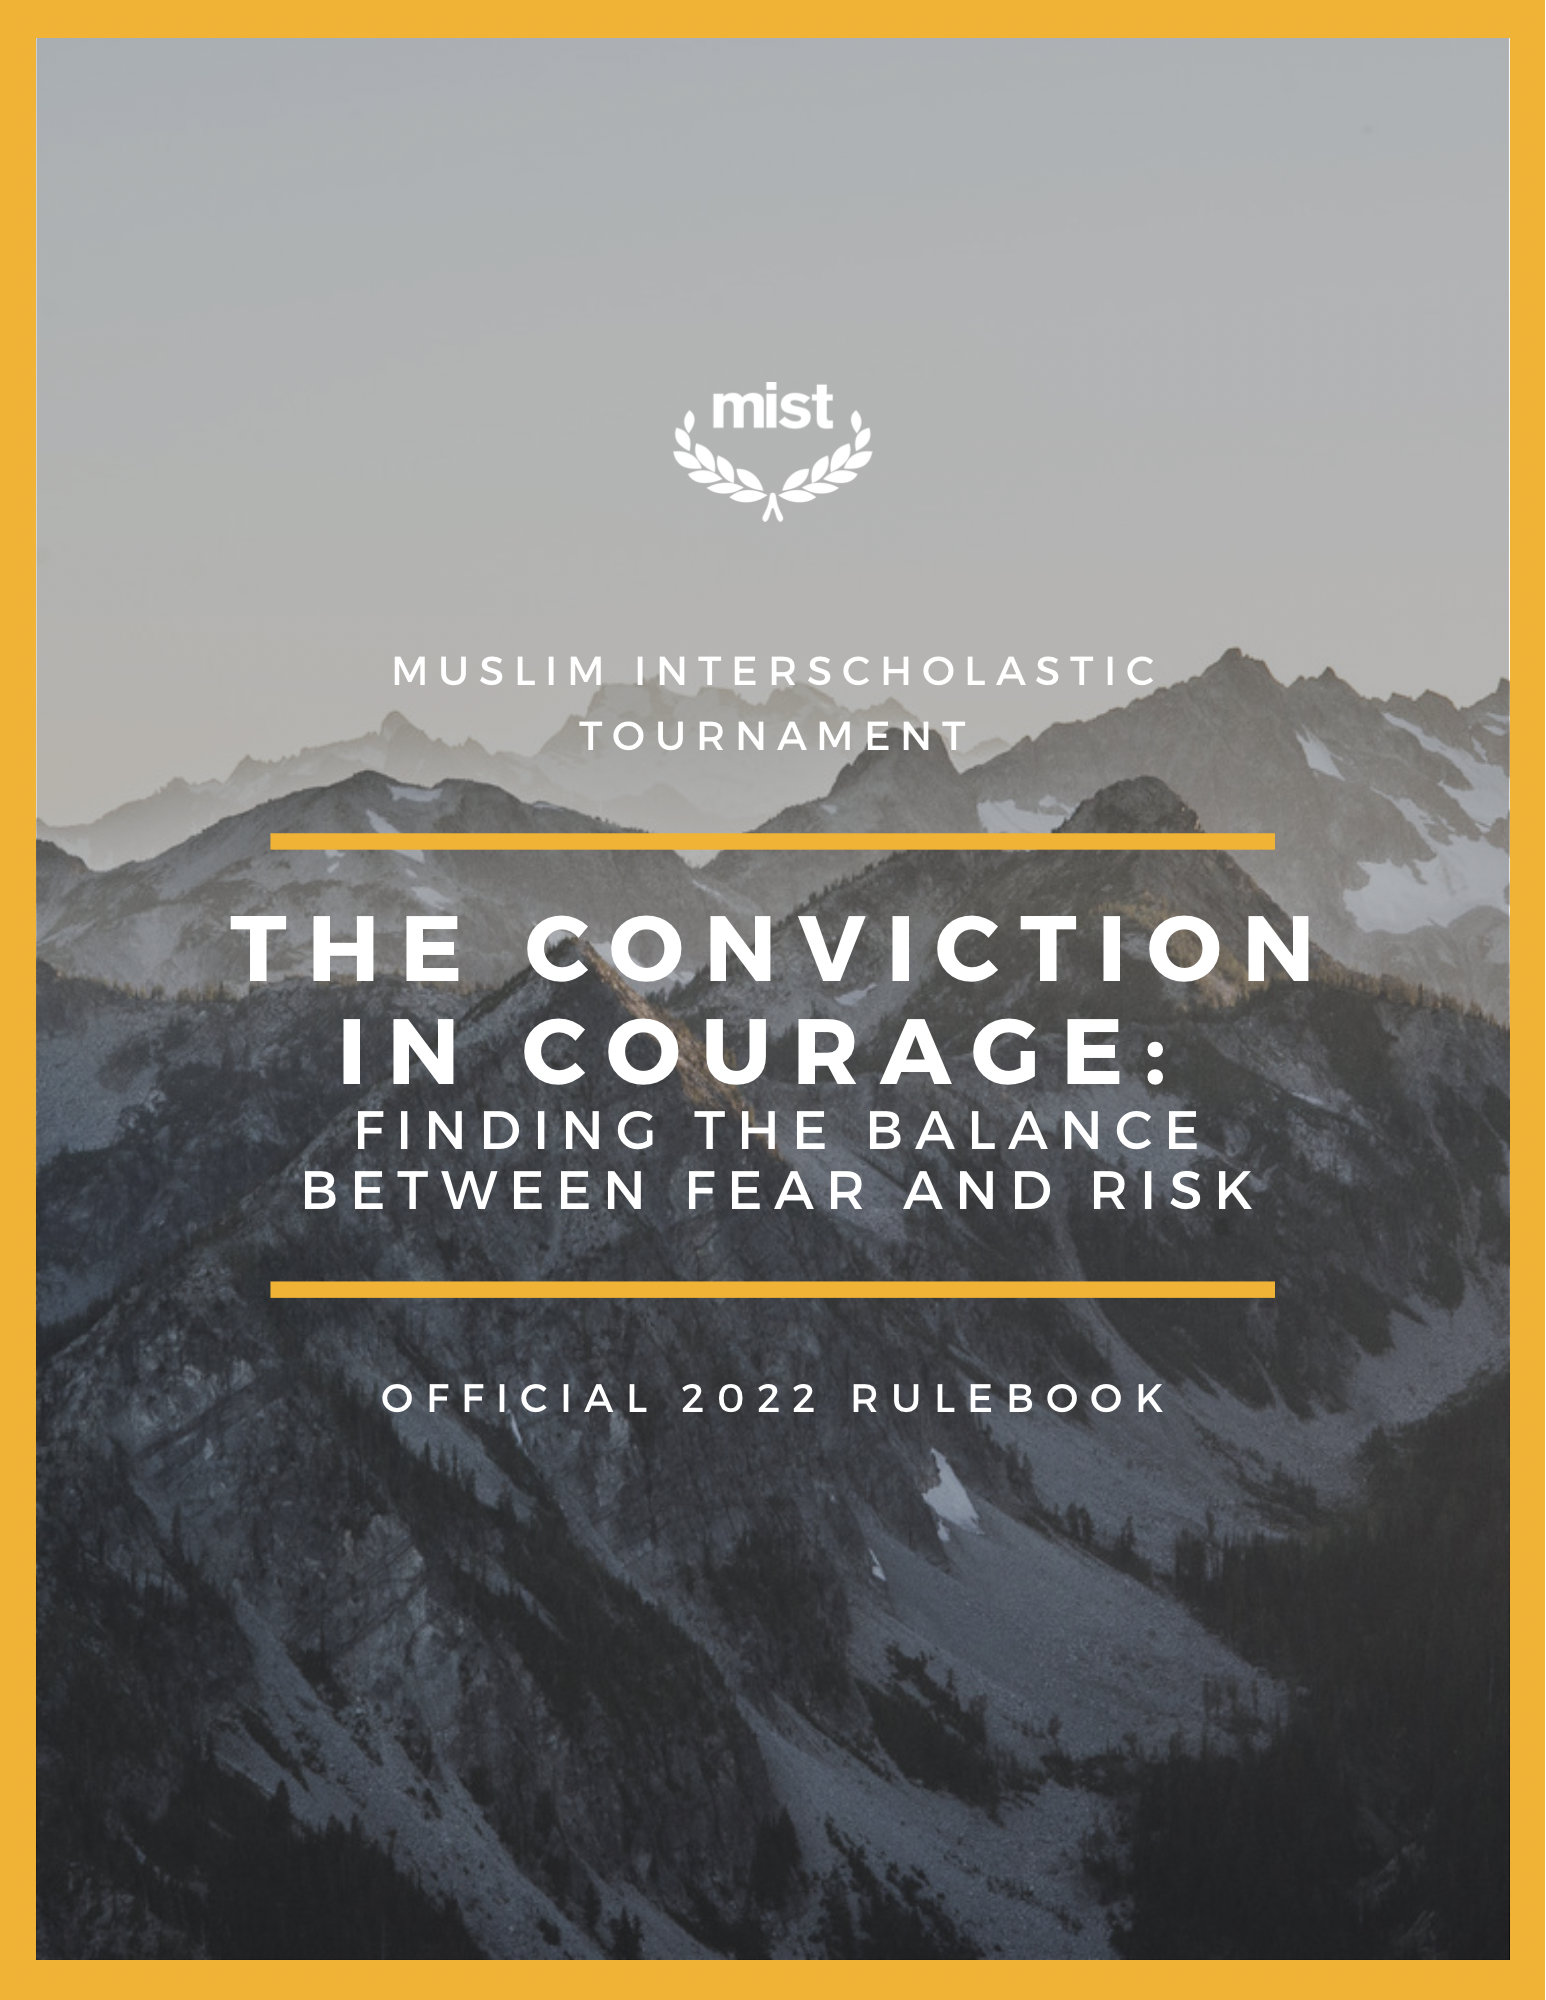 mist
MUSLIM INTERSCHOLASTIC
TOURNAMENT
THE CONVICTION
IN COURAGE:
FINDING THE BALANCE
BETWEEN FEAR AND RISK
OFFICIAL 2022 RULEBOOK